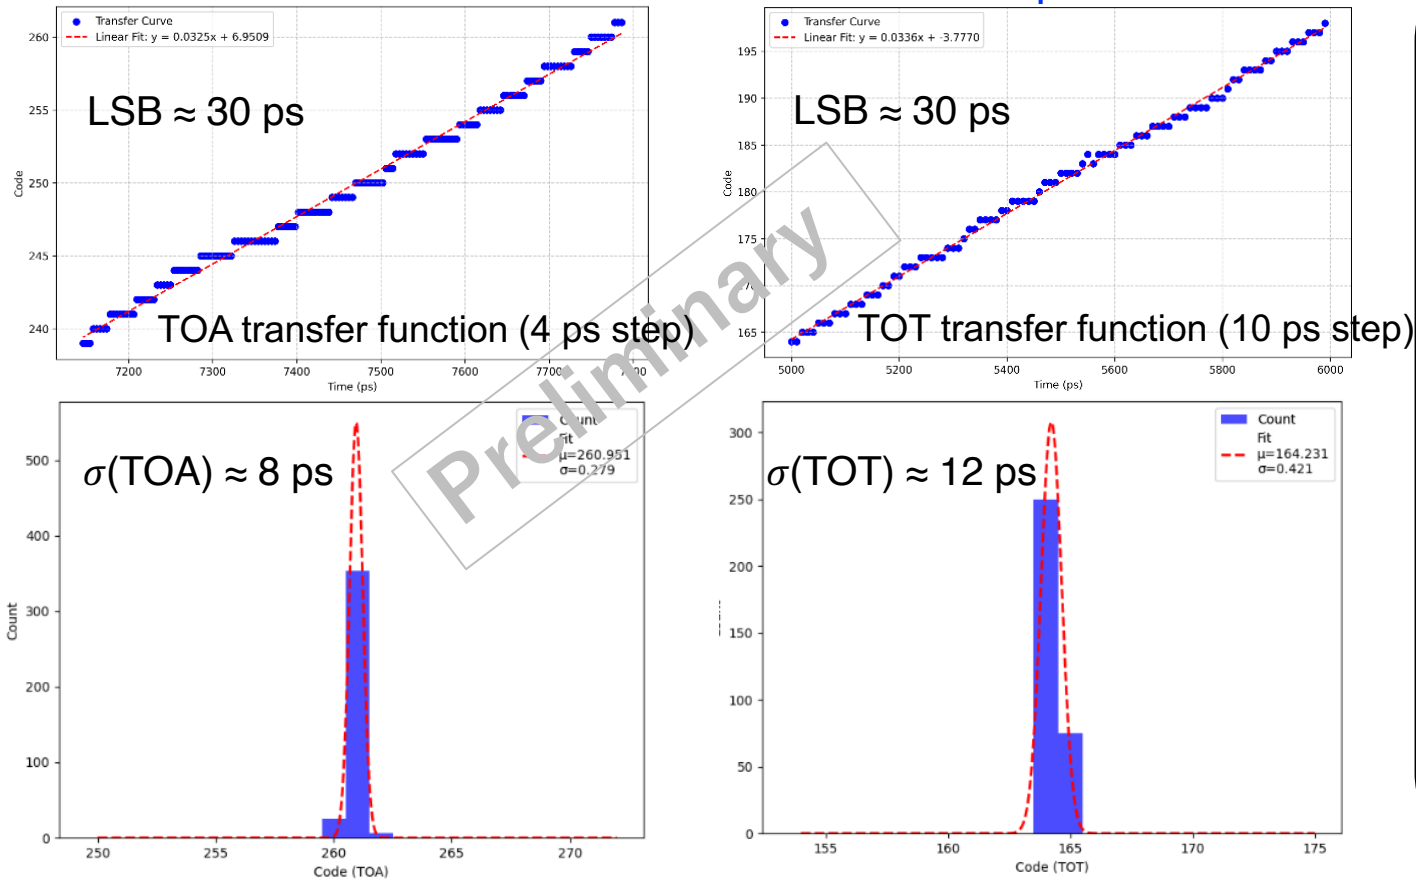 Transfer Curve
Linear Fit: y = 0.0325x + 6.9509
LSB ≈ 30 ps
TOA transfer function (4 ps step)
260
255
250
245
240
Code
7200
7300
7400
7500
7600
7700
Time (ps)
Transfer Curve
Linear Fit: y = 0.0336x + -3.7770
LSB ≈ 30 ps
TOT transfer function (10 ps step)
195
190
185
180
175
165
Code
5000
5200
5400
5600
5800
6000
Time (ps)
Preliminary
Count
Fit
μ=260.951
σ=0.279
σ(TOA) ≈ 8 ps
500
400
300
200
100
0
Count
250
255
260
265
270
Code (TOA)
Count
Fit
μ=164.231
σ=0.421
σ(TOT) ≈ 12 ps
300
250
200
150
100
50
0
155
160
165
170
175
Code (TOT)